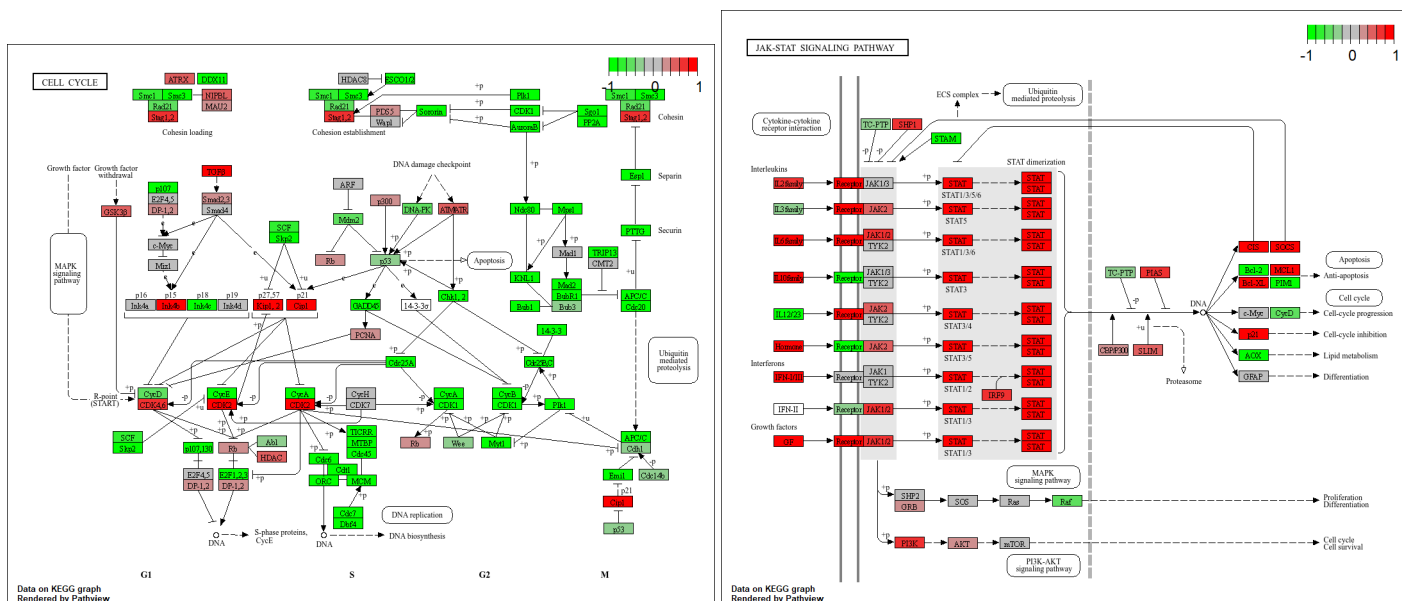 CELL CYCLE
-1 0 1
ATRX DDX11
Smc1 Smc3 NIPBL
Rad21 MAU2
Stag1,2
Cohesin loading
HDACS ESCO1/2
Smc1 Smc3
Rad21 PDS5 Sororin
Stag1,2 Wapl
Cohesion establishment
+p
Plk1
CDK1
AuroraB
Sgo1
PP2A
Smc1 Smc3
Rad21 Cohesin
Stag1,2
Growth factor
Growth factor withdrawal
TGFβ
GSK3β
p107
E2F4,5
DP-1,2
Smad2,3
Smad4
c-Myc
Miz1
MAPK signaling pathway
SCF
Skp2
ARF
Mdm2
p300
DNA damage checkpoint
DNA-PK
ATM/ATR
Rb
p53
Apoptosis
Esp1 Separin
Ndc80 Mps1
PTTG Securin
Mad1
TRIP13
CMT2
KNL1
Mad2
BubR1
Bub3
Bub1
APC/C
Cdc20
p16 p15 p18 p19 p27,57 p21
Ink4a Ink4b Ink4c Ink4d Kip1, 2 Cip1
GADD45 14-3-3σ Chk1, 2
PCNA
14-3-3
Cdc25A
Cdc25B,C
Ubiquitin mediated proteolysis
R-point (START)
CycD
CDK4,6
CycE
CDK2
CycA
CDK2
CycH
CDK7
CycA
CDK1
CycB
CDK1
Plk1
SCF
Skp2
p107,130
Rb
Abl
HDAC
E2F4,5
DP-1,2
E2F1,2,3
DP-1,2
TICRR
MTBP
Cdc45
Cdc6
Cdt1
ORC MCM
Cdc7
Dbf4
Rb Wee Myt1
APC/C
Cdh1
Emi1 Cdc14b
p21
Cip1
p53
DNA replication
DNA S-phase proteins, CycE
DNA DNA biosynthesis
G1 S G2 M
Data on KEGG graph
Rendered by Pathview
JAK-STAT SIGNALING PATHWAY
-1 0 1
Cytokine-cytokine receptor interaction
ECS complex
Ubiquitin mediated proteolysis
TC-PTP SHP1
STAM
-p -p +p
STAT dimerization
Interleukins
IL2family Receptor JAK1/3 STAT STAT STAT
STAT1/3/5/6
IL3family Receptor JAK2 STAT STAT STAT
STAT5
IL6family Receptor JAK1/2 TYK2 STAT STAT STAT
STAT1/3/6
IL10family Receptor JAK1/3 TYK2 STAT STAT STAT
STAT3
IL12/23 Receptor JAK2 TYK2 STAT STAT STAT
STAT3/4
Hormone Receptor JAK2 STAT STAT STAT
STAT3/5
Interferons
IFN-I/III Receptor JAK1 TYK2 STAT STAT STAT
STAT1/2 IRF9
IFN-II Receptor JAK1/2 STAT STAT STAT
STAT1/3
Growth factors
GF Receptor JAK1/2 STAT STAT STAT
STAT1/3
TC-PTP PIAS
-p
+u
CBP/P300 SLIM
Proteasome
DNA
CIS SOCS
Bcl-2 MCL1
Bcl-XL PIM1
c-Myc CycD
p21
AOX
GFAP
Apoptosis
Anti-apoptosis
Cell cycle
Cell-cycle progression
Cell-cycle inhibition
Lipid metabolism
Differentiation
MAPK signaling pathway
+p SHP2 GRB SOS Ras Raf
Proliferation
Differentiation
+p PI3K AKT mTOR
Cell cycle
Cell survival
PI3K-AKT signaling pathway
Data on KEGG graph
Rendered by Pathview